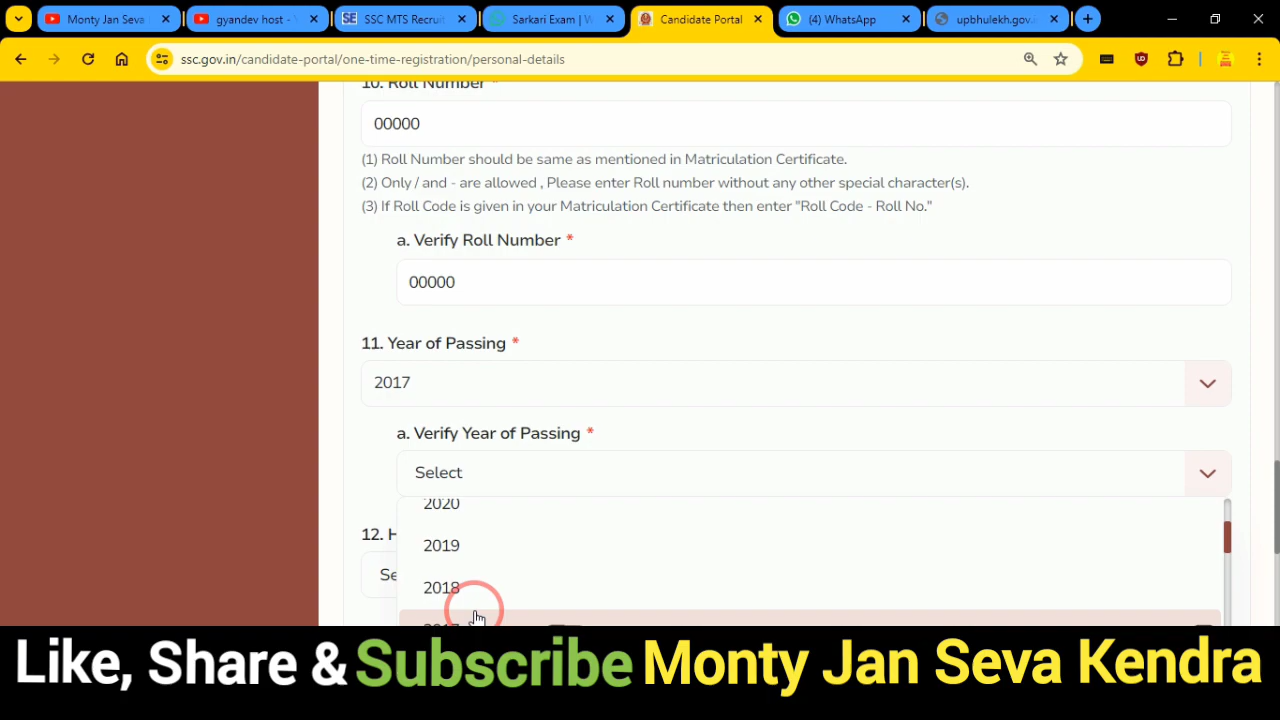 Monty Jan Seva
gyandev host -
SSC MTS Recruit
Sarkari Exam | W
Candidate Portal
(4) WhatsApp
upbhulekh.gov.i
ssc.gov.in/candidate-portal/one-time-registration/personal-details
10. Roll Number *
00000
(1) Roll Number should be same as mentioned in Matriculation Certificate.
(2) Only / and - are allowed , Please enter Roll number without any other special character(s).
(3) If Roll Code is given in your Matriculation Certificate then enter "Roll Code - Roll No."
a. Verify Roll Number *
00000
11. Year of Passing *
2017
a. Verify Year of Passing *
Select
2020
12. H
2019
Se
2018
2017
Like, Share & Subscribe Monty Jan Seva Kendra